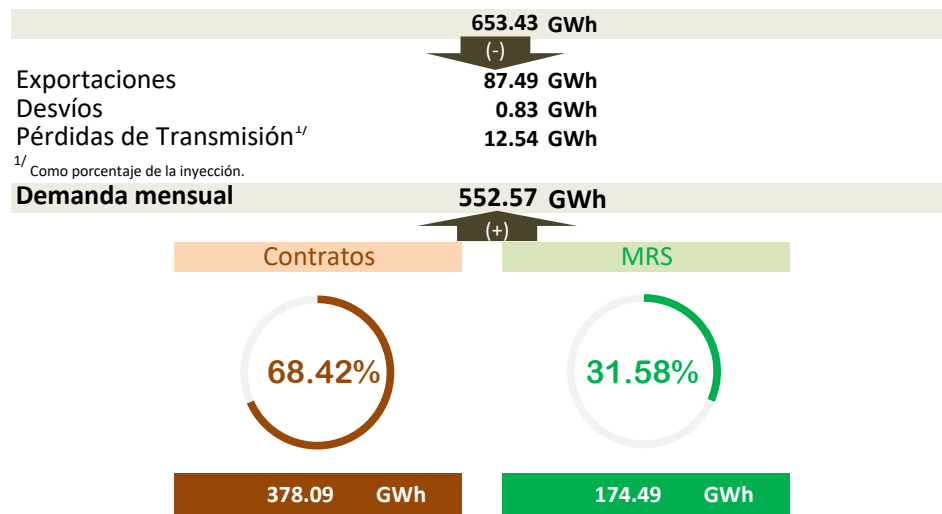 653.43 GWh
(-)
Exportaciones 87.49 GWh
Desvíos 0.83 GWh
Pérdidas de Transmisión1/ 12.54 GWh
1/ Como porcentaje de la inyección.
Demanda mensual 552.57 GWh
(+)
Contratos MRS
68.42% 31.58%
378.09 GWh 174.49 GWh